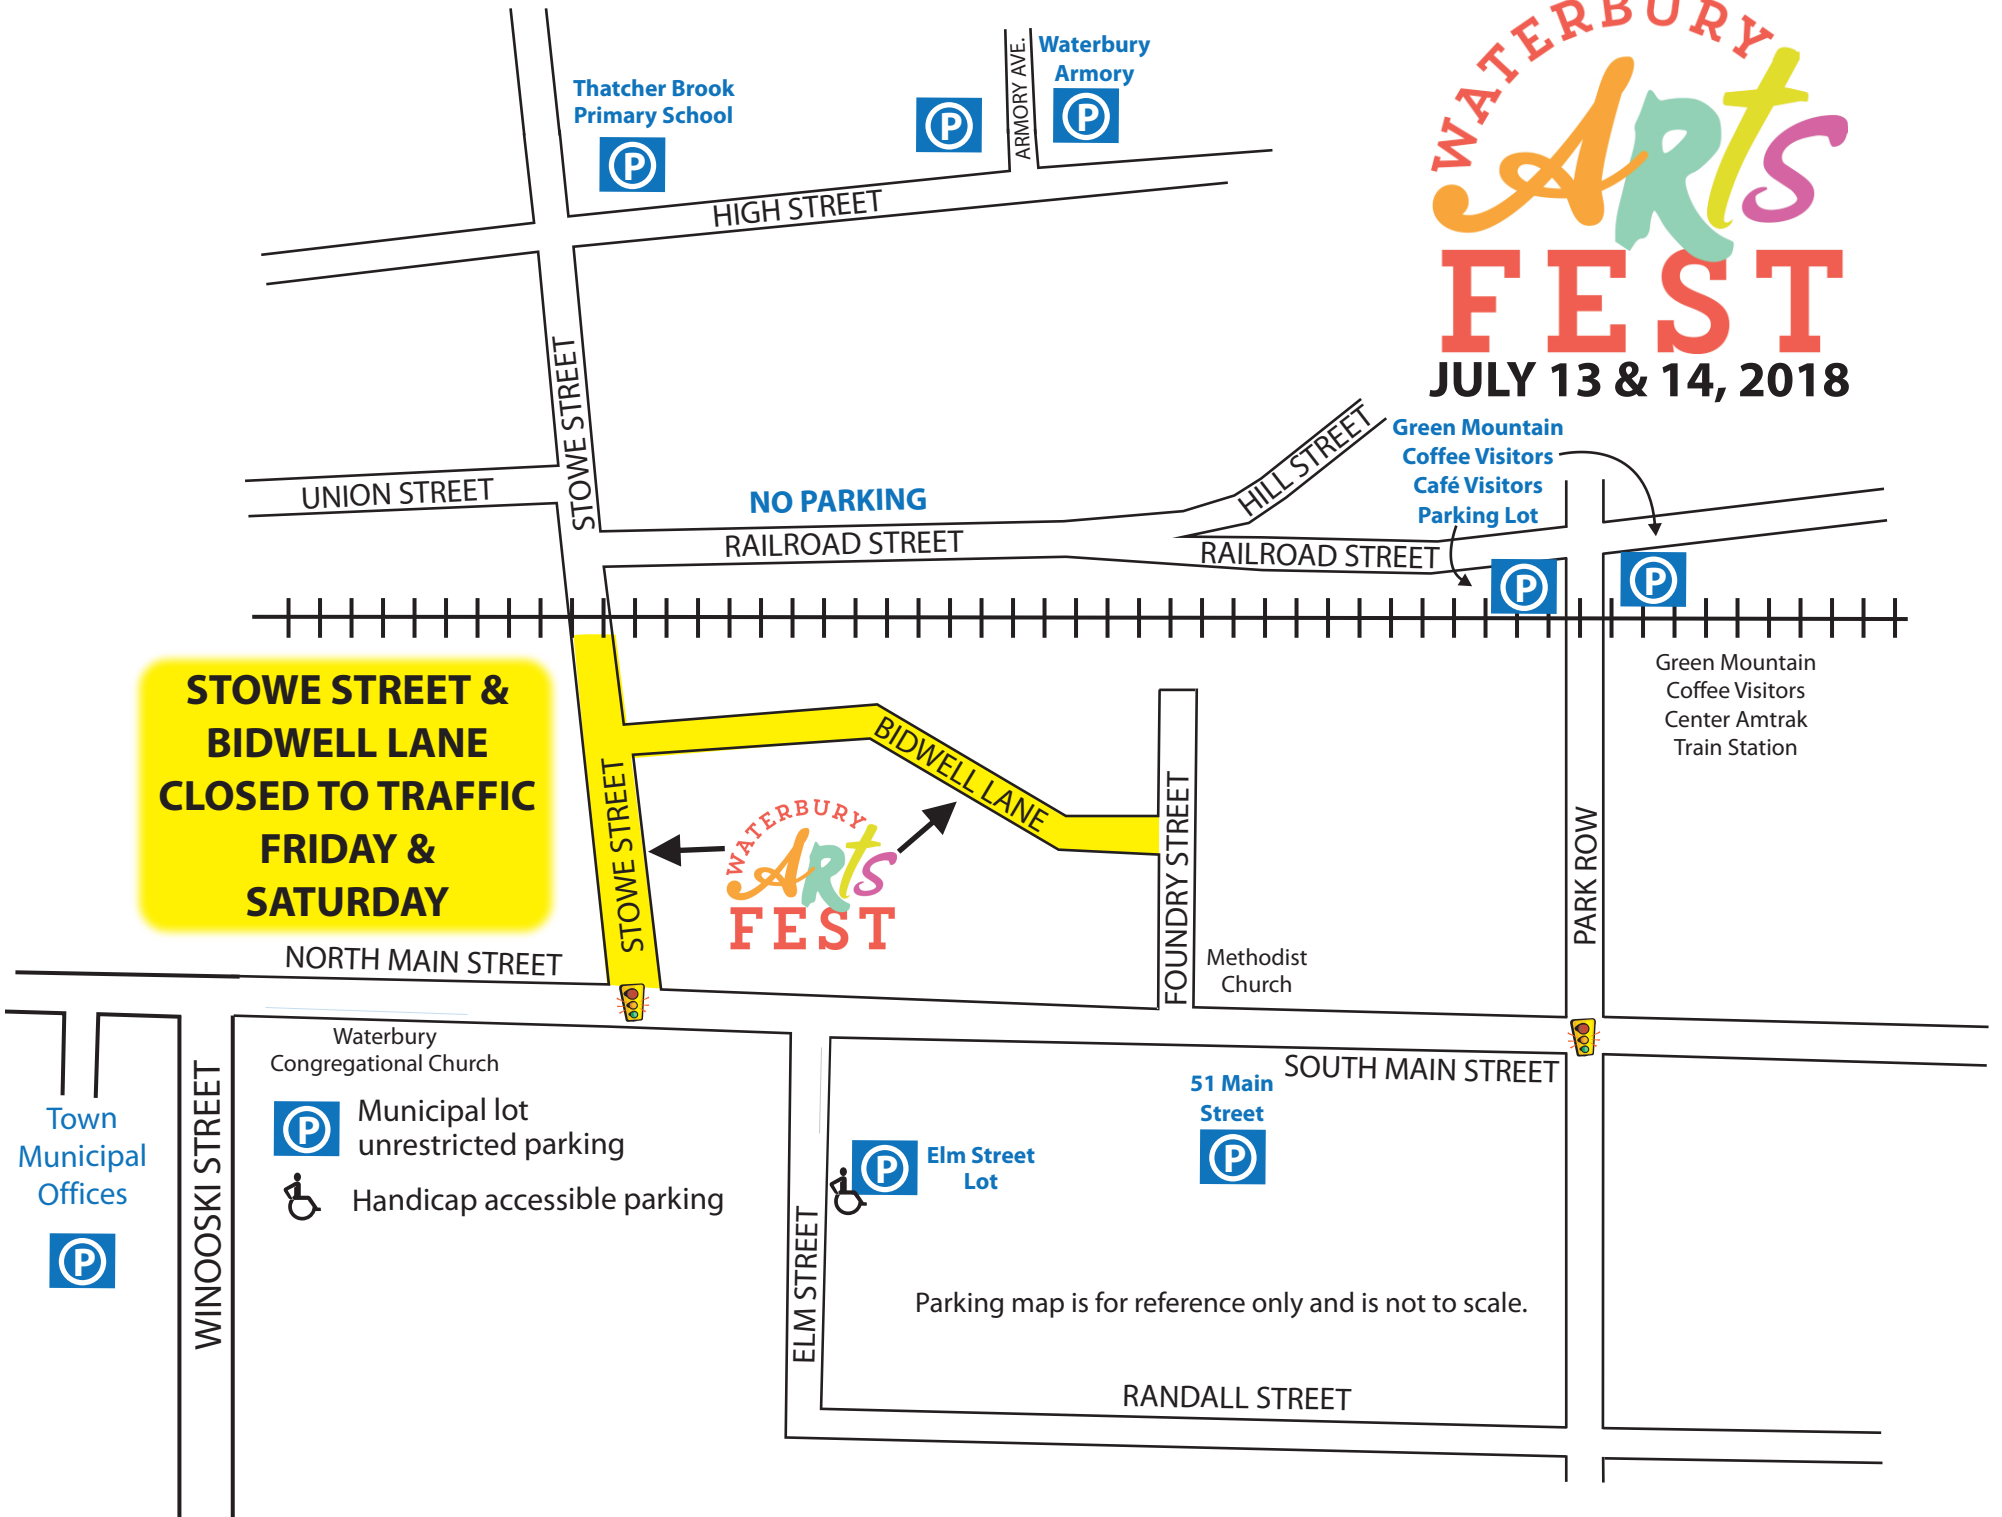 WATERBURY
ARTS
FEST
JULY 13 & 14, 2018
Thatcher Brook
Primary School
P
P
ARMORY AVE.
Waterbury
Armory
P
HIGH STREET
STOWE STREET
UNION STREET
NO PARKING
RAILROAD STREET
HILL STREET
RAILROAD STREET
Green Mountain
Coffee Visitors
Café Visitors
Parking Lot
P
P
Green Mountain
Coffee Visitors
Center Amtrak
Train Station
STOWE STREET &
BIDWELL LANE
CLOSED TO TRAFFIC
FRIDAY &
SATURDAY
STOWE STREET
BIDWELL LANE
WATERBURY
ARTS
FEST
FOUNDRY STREET
PARK ROW
Methodist
Church
NORTH MAIN STREET
SOUTH MAIN STREET
Waterbury
Congregational Church
P
Municipal lot
unrestricted parking
Handicap accessible parking
Town
Municipal
Offices
P
WINOOSKI STREET
ELM STREET
P
Elm Street
Lot
51 Main
Street
P
Parking map is for reference only and is not to scale.
RANDALL STREET